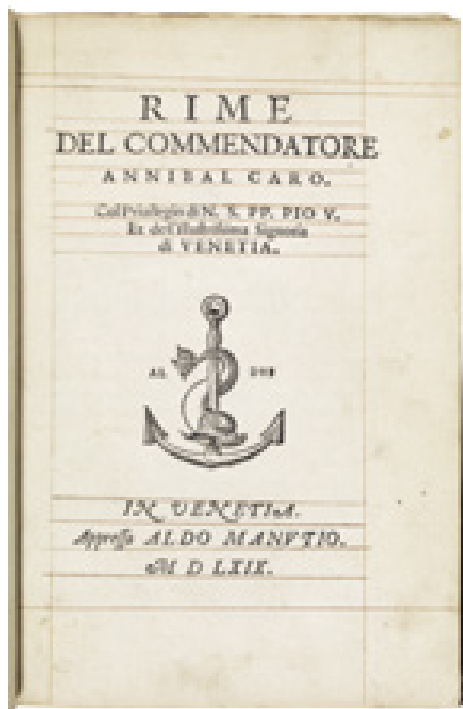 RIME
DEL COMMENDATORE
ANNIBAL CARO.
Col Priuilegio di N. S. PP. PIO V.
Et dell'Illustrissima Signoria
di VENETIA.
AL DVS
IN VENETIA.
Appresso ALDO MANVTIO.
M D LXIX.